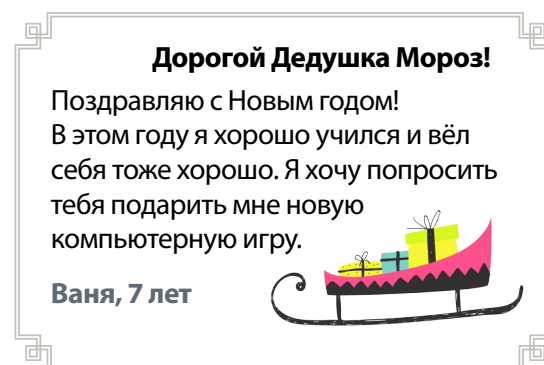 Дорогой Дедушка Мороз!
Поздравляю с Новым годом!
В этом году я хорошо учился и вёл
себя тоже хорошо. Я хочу попросить
тебя подарить мне новую
компьютерную игру.
Ваня, 7 лет